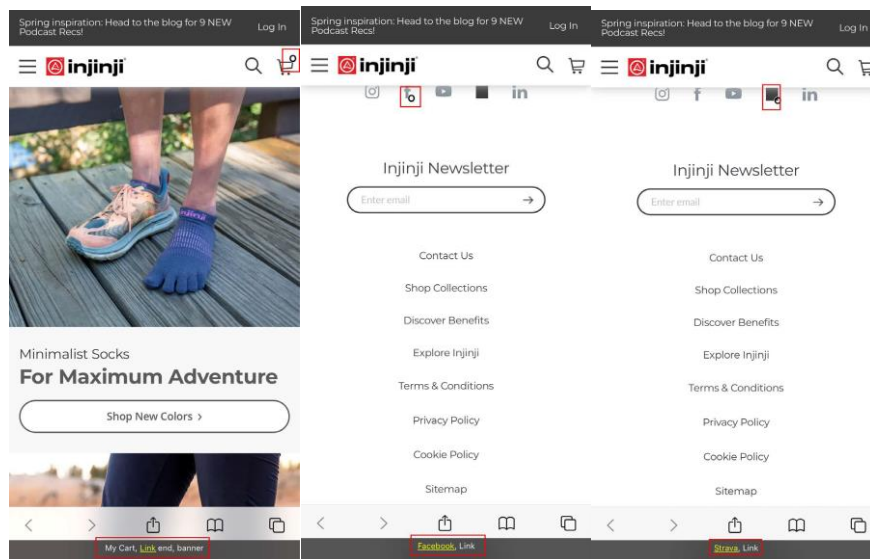 Spring inspiration: Head to the blog for 9 NEW
Podcast Recs!
Log In
injinji
injinji
Minimalist Socks
For Maximum Adventure
Shop New Colors >
My Cart, Link end, banner
Spring inspiration: Head to the blog for 9 NEW
Podcast Recs!
Log In
injinji
f
in
Injinji Newsletter
Enter email
Contact Us
Shop Collections
Discover Benefits
Explore Injinji
Terms & Conditions
Privacy Policy
Cookie Policy
Sitemap
Facebook, Link
Spring inspiration: Head to the blog for 9 NEW
Podcast Recs!
Log In
injinji
f
in
Injinji Newsletter
Enter email
Contact Us
Shop Collections
Discover Benefits
Explore Injinji
Terms & Conditions
Privacy Policy
Cookie Policy
Sitemap
Strava, Link